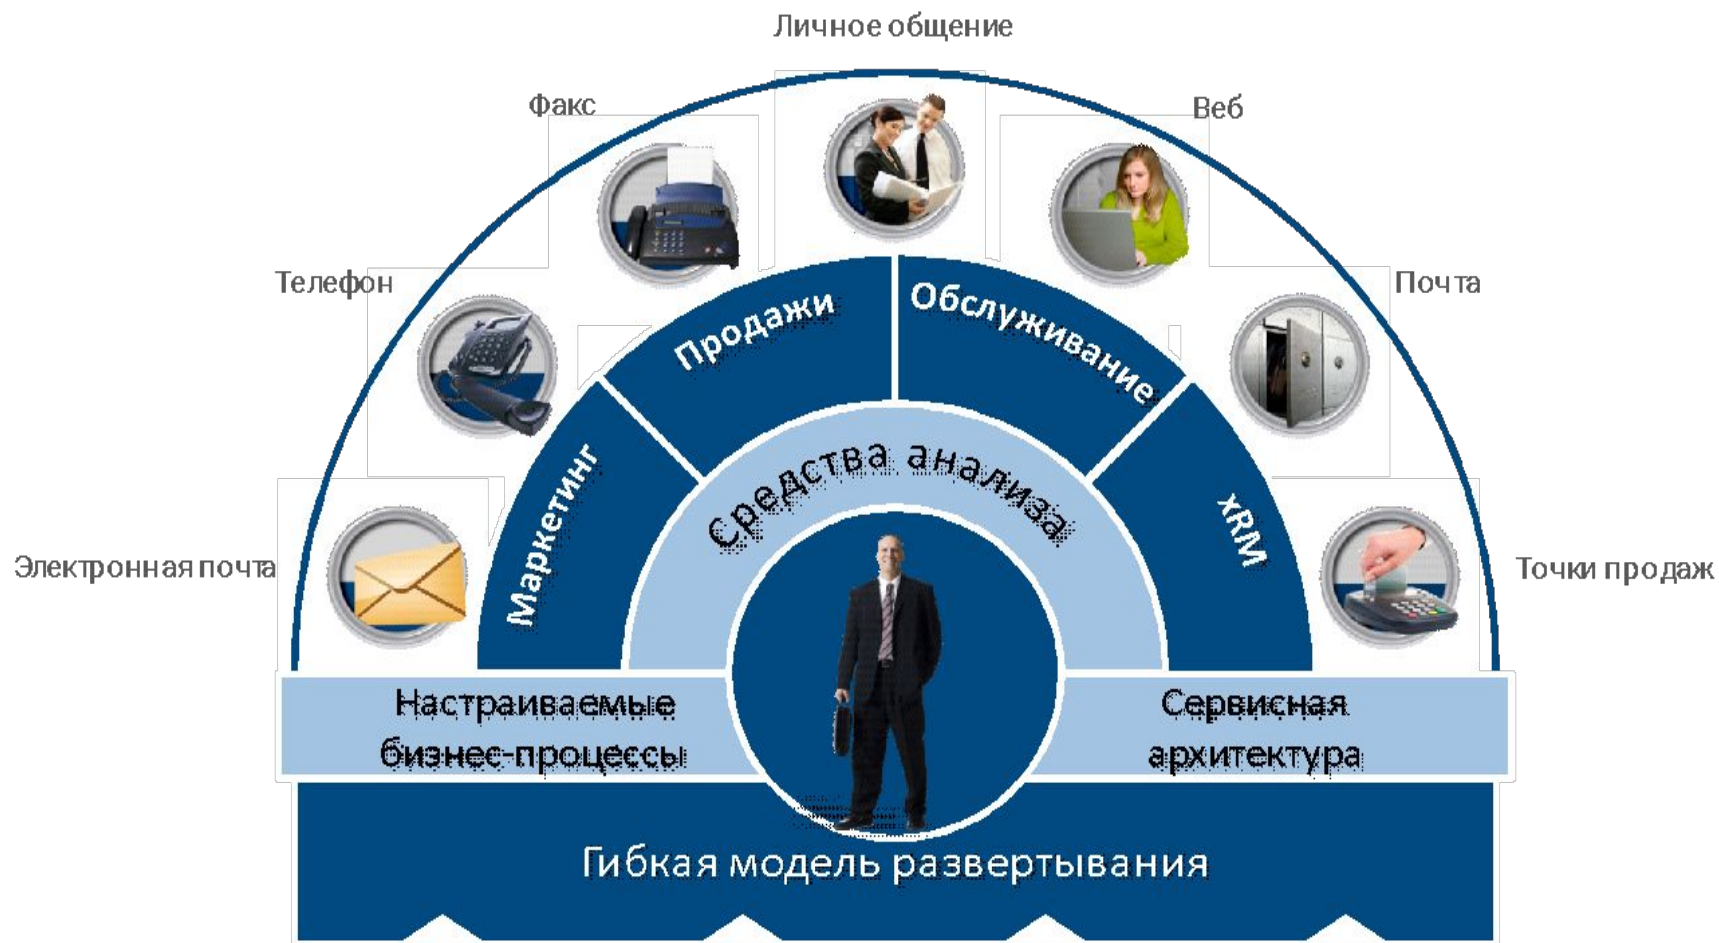 Личное общение
Факс
Веб
Телефон
Почта
Электронная почта
Точки продаж
Маркетинг
Продажи
Обслуживание
xRM
Средства анализа
Настраиваемые
бизнес-процессы
Сервисная
архитектура
Гибкая модель развертывания